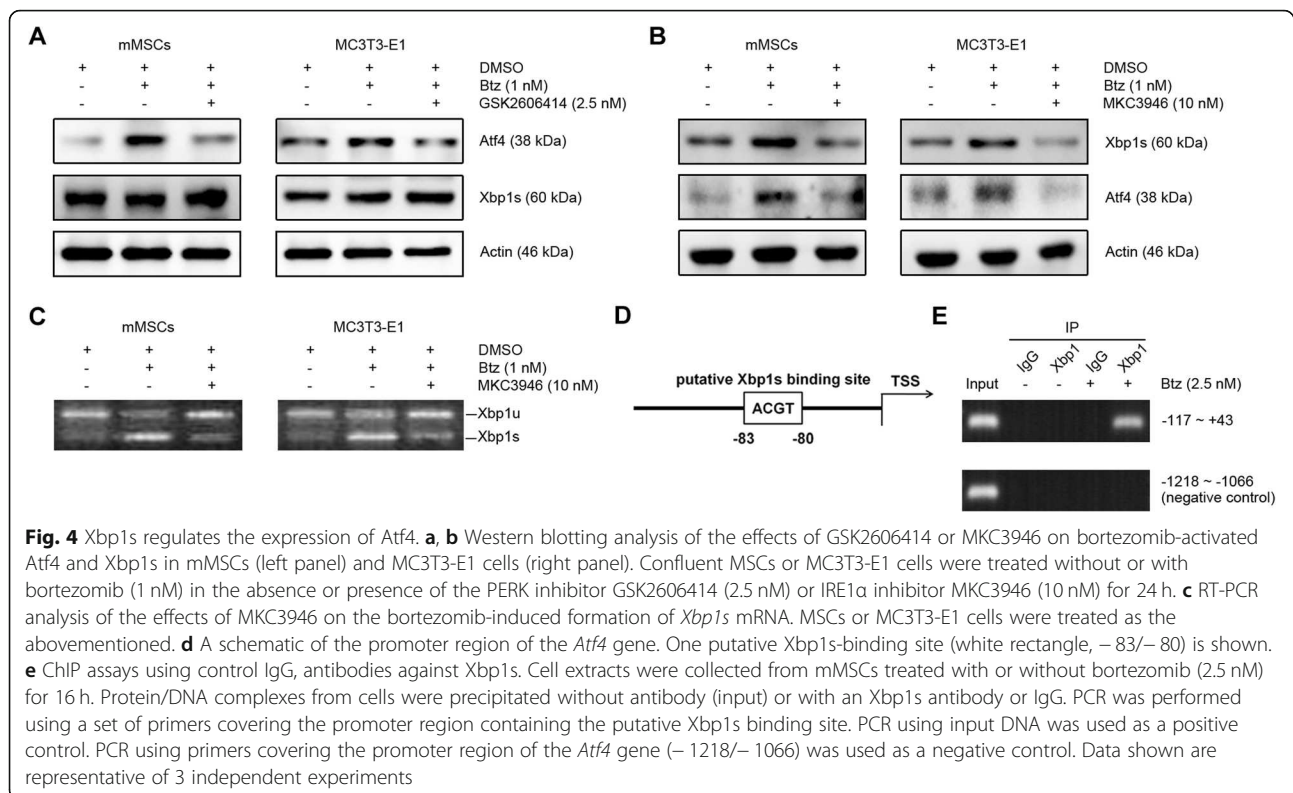 A
mMSCs
MC3T3-E1
+ + + + + + DMSO
- + + - + + Btz (1 nM)
- - + - - + GSK2606414 (2.5 nM)
Atf4 (38 kDa)
Xbp1s (60 kDa)
Actin (46 kDa)
B
mMSCs
MC3T3-E1
+ + + + + + DMSO
- + + - + + Btz (1 nM)
- - + - - + MKC3946 (10 nM)
Xbp1s (60 kDa)
Atf4 (38 kDa)
Actin (46 kDa)
C
mMSCs
MC3T3-E1
+ + + + + + DMSO
- + + - + + Btz (1 nM)
- - + - - + MKC3946 (10 nM)
Xbp1u
Xbp1s
D
putative Xbp1s binding site
TSS
ACGT
-83
-80
E
IP
IgG Xbp1 IgG Xbp1
Input - - + + Btz (2.5 nM)
-117 ~ +43
-1218 ~ -1066
(negative control)
Fig. 4 Xbp1s regulates the expression of Atf4. a, b Western blotting analysis of the effects of GSK2606414 or MKC3946 on bortezomib-activated
Atf4 and Xbp1s in mMSCs (left panel) and MC3T3-E1 cells (right panel). Confluent MSCs or MC3T3-E1 cells were treated without or with
bortezomib (1 nM) in the absence or presence of the PERK inhibitor GSK2606414 (2.5 nM) or IRE1α inhibitor MKC3946 (10 nM) for 24 h. c RT-PCR
analysis of the effects of MKC3946 on the bortezomib-induced formation of Xbp1s mRNA. MSCs or MC3T3-E1 cells were treated as the
abovementioned. d A schematic of the promoter region of the Atf4 gene. One putative Xbp1s-binding site (white rectangle, − 83/− 80) is shown.
e ChIP assays using control IgG, antibodies against Xbp1s. Cell extracts were collected from mMSCs treated with or without bortezomib (2.5 nM)
for 16 h. Protein/DNA complexes from cells were precipitated without antibody (input) or with an Xbp1s antibody or IgG. PCR was performed
using a set of primers covering the promoter region containing the putative Xbp1s binding site. PCR using input DNA was used as a positive
control. PCR using primers covering the promoter region of the Atf4 gene (− 1218/− 1066) was used as a negative control. Data shown are
representative of 3 independent experiments